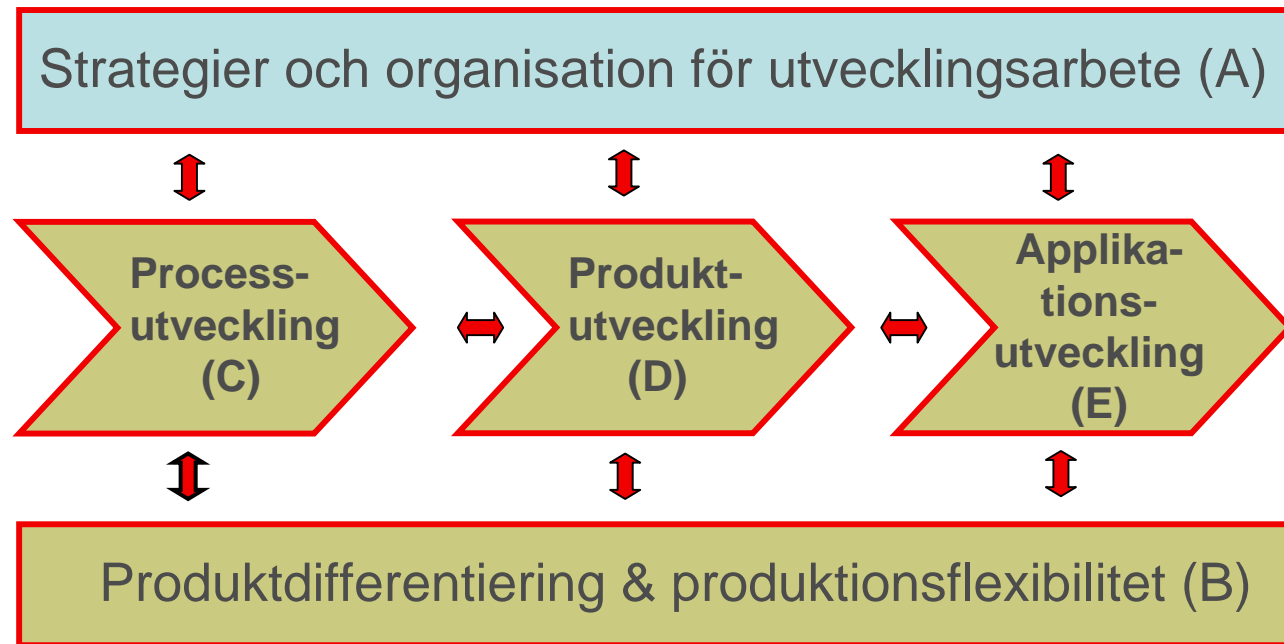 Strategier och organisation för utvecklingsarbete (A)
Process-
utveckling
(C)
Produkt-
utveckling
(D)
Applika-
tions-
utveckling
(E)
Produktdifferentiering & produktionsflexibilitet (B)